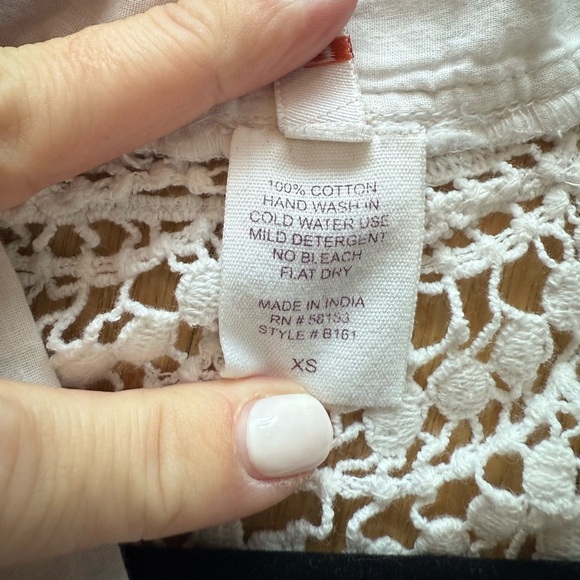 100% COTTON
HAND WASH IN
COLD WATER USE
MILD DETERGENT
NO BLEACH
FLAT DRY
MADE IN INDIA
RN # 58153
STYLE # B161
XS